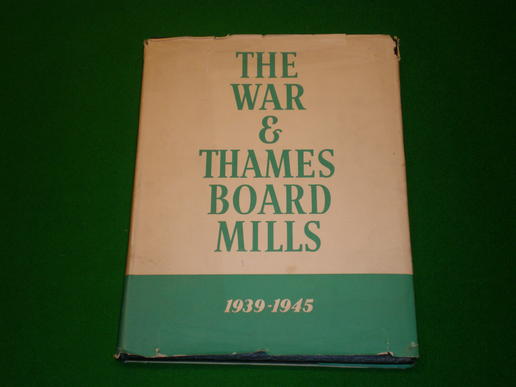 THE
WAR
&
THAMES
BOARD
MILLS
1939-1945